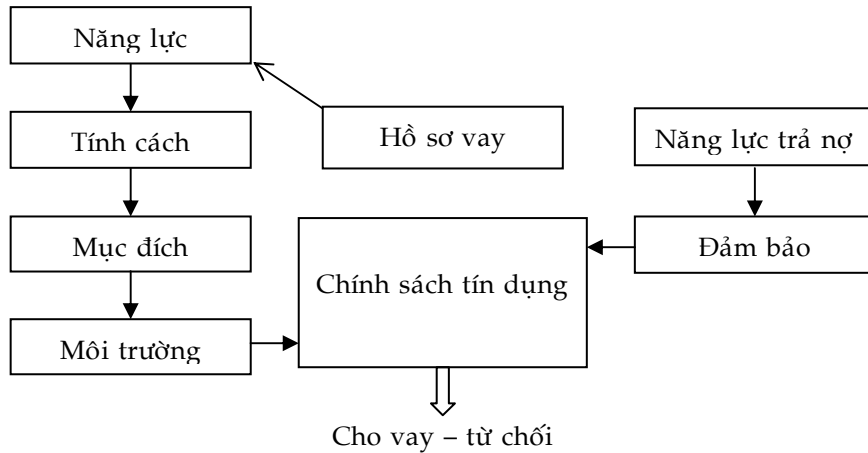 Năng lực
Tính cách
Hồ sơ vay
Năng lực trả nợ
Mục đích
Chính sách tín dụng
Đảm bảo
Môi trường
Cho vay – từ chối